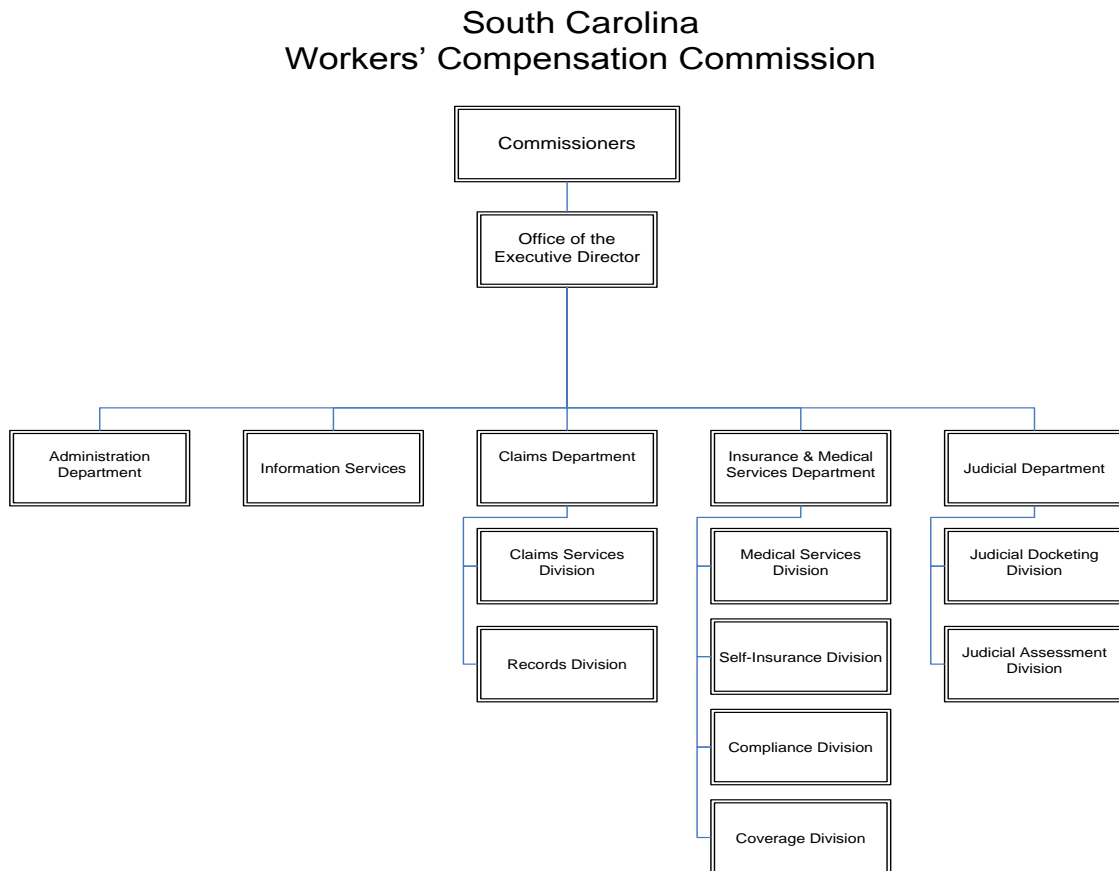 South Carolina
Workers’ Compensation Commission
Commissioners
Office of the
Executive Director
Administration
Department
Information Services
Claims Department
Insurance & Medical
Services Department
Judicial Department
Claims Services
Division
Records Division
Medical Services
Division
Self-Insurance Division
Compliance Division
Coverage Division
Judicial Docketing
Division
Judicial Assessment
Division